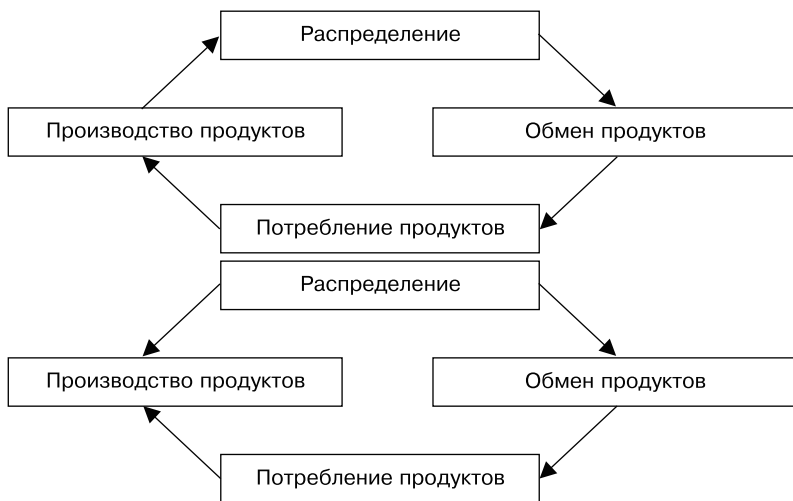 Распределение
Производство продуктов
Обмен продуктов
Потребление продуктов
Распределение
Производство продуктов
Обмен продуктов
Потребление продуктов